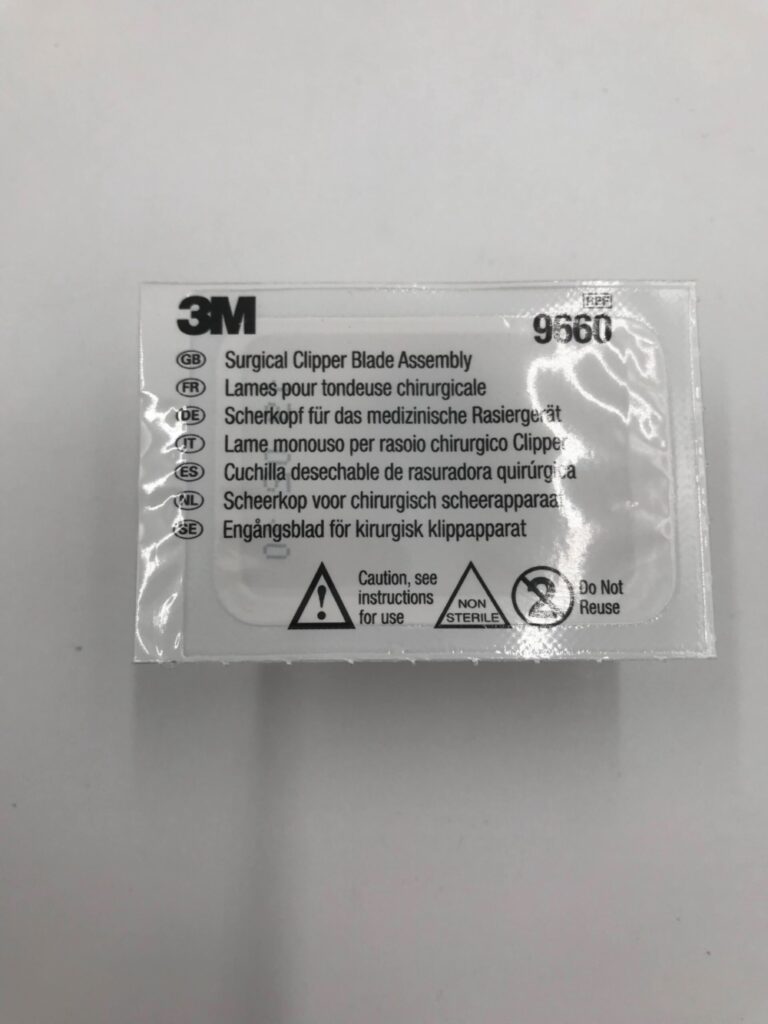 3M
REF
9660
GB Surgical Clipper Blade Assembly
FR Lames pour tondeuse chirurgicale
DE Scherkopf für das medizinische Rasiergerät
IT Lame monouso per rasoio chirurgico Clipper
ES Cuchilla desechable de rasuradora quirúrgica
NL Scheerkop voor chirurgisch scheerapparaat
SE Engångsblad för kirurgisk klippapparat
! Caution, see
instructions
for use
NON
STERILE
2 Do Not
Reuse